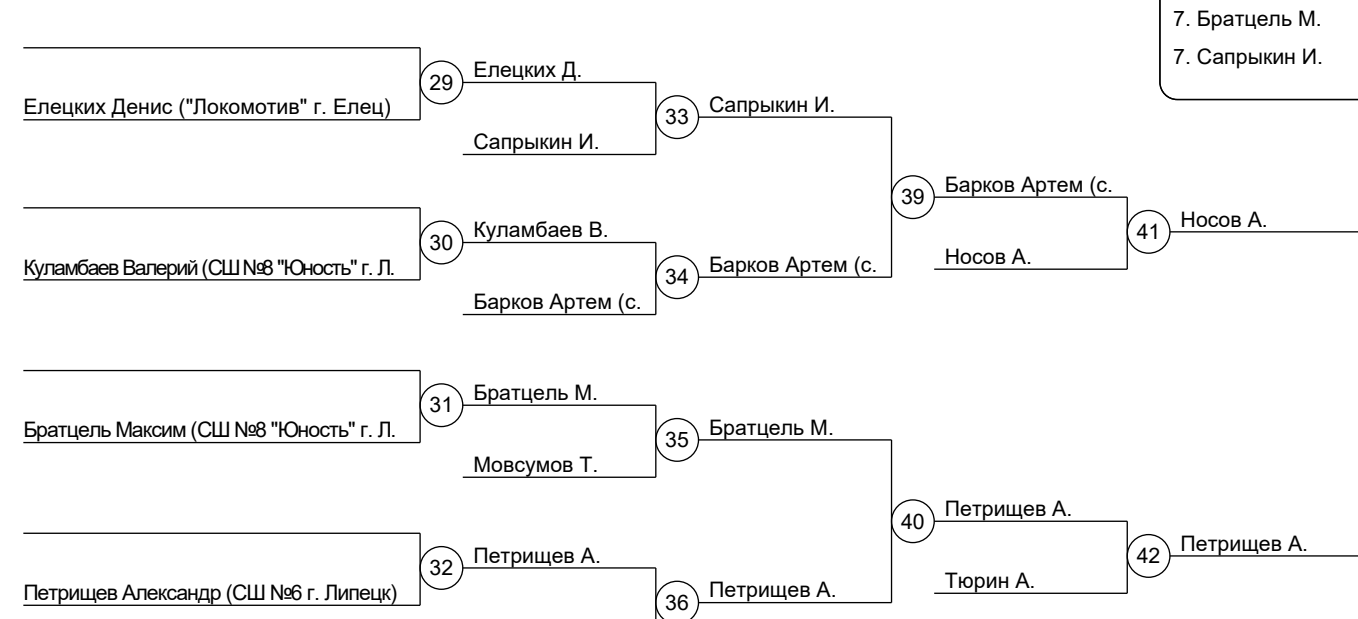 7. Братцель М.
7. Сапрыкин И.
29
Елецких Д.
Елецких Денис ("Локомотив" г. Елец)
33
Сапрыкин И.
Сапрыкин И.
39
Барков Артем (с.
41
Носов А.
30
Куламбаев В.
Носов А.
Куламбаев Валерий (СШ №8 "Юность" г. Л.
34
Барков Артем (с.
Барков Артем (с.
31
Братцель М.
Братцель Максим (СШ №8 "Юность" г. Л.
35
Братцель М.
Мовсумов Т.
40
Петрищев А.
42
Петрищев А.
32
Петрищев А.
Тюрин А.
Петрищев Александр (СШ №6 г. Липецк)
36
Петрищев А.